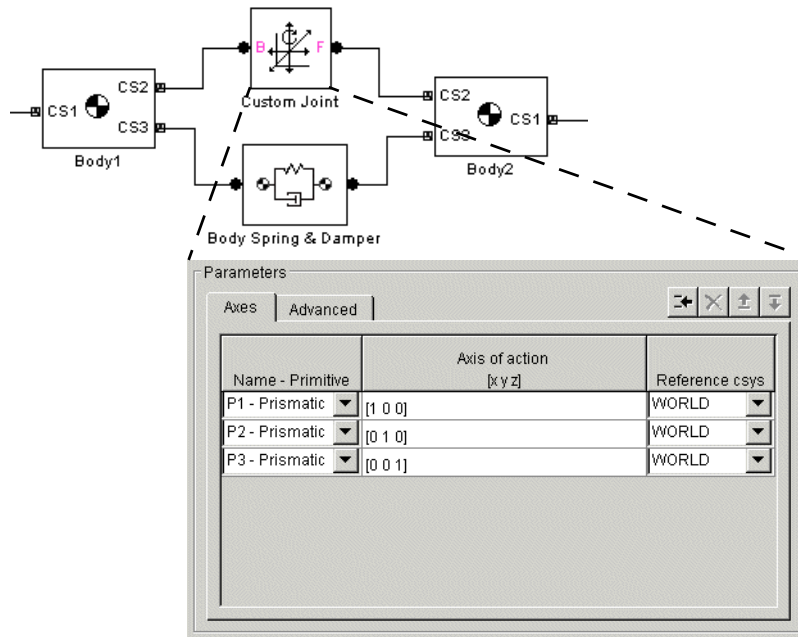 B F
CS2
CS1
CS3
Body1
Custom Joint
CS2
CS1
CS3
Body2
Body Spring & Damper
Parameters
Axes Advanced
Name - Primitive
Axis of action
[x y z]
Reference csys
P1 - Prismatic [1 0 0] WORLD
P2 - Prismatic [0 1 0] WORLD
P3 - Prismatic [0 0 1] WORLD